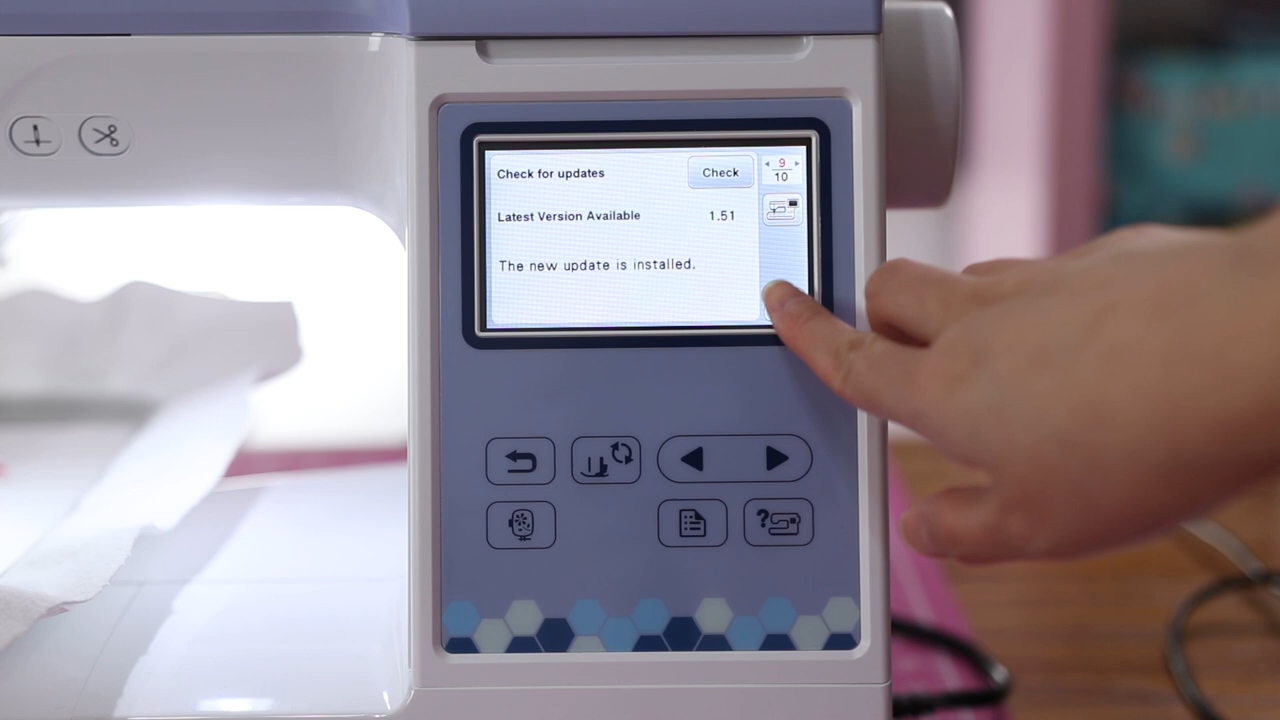 Check for updates Check
9
10
Latest Version Available 1.51
The new update is installed.
?